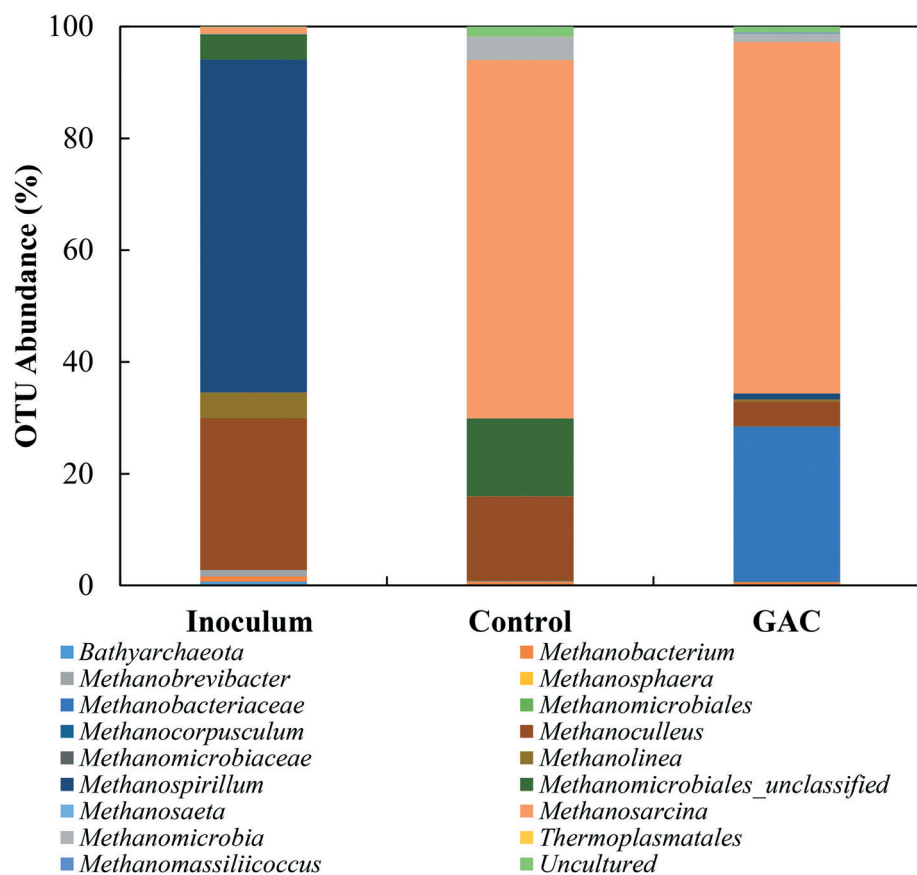 100
80
60
40
20
0
OTU Abundance (%)
Inoculum Control GAC
Bathyarchaeota Methanobacterium
Methanobrevibacter Methanosphaera
Methanobacteriaceae Methanomicrobiales
Methanocorpusculum Methanoculleus
Methanomicrobiaceae Methanolinea
Methanospirillum Methanomicrobiales_unclassified
Methanosaeta Methanosarcina
Methanomicrobia Thermoplasmatales
Methanomassiliicoccus Uncultured